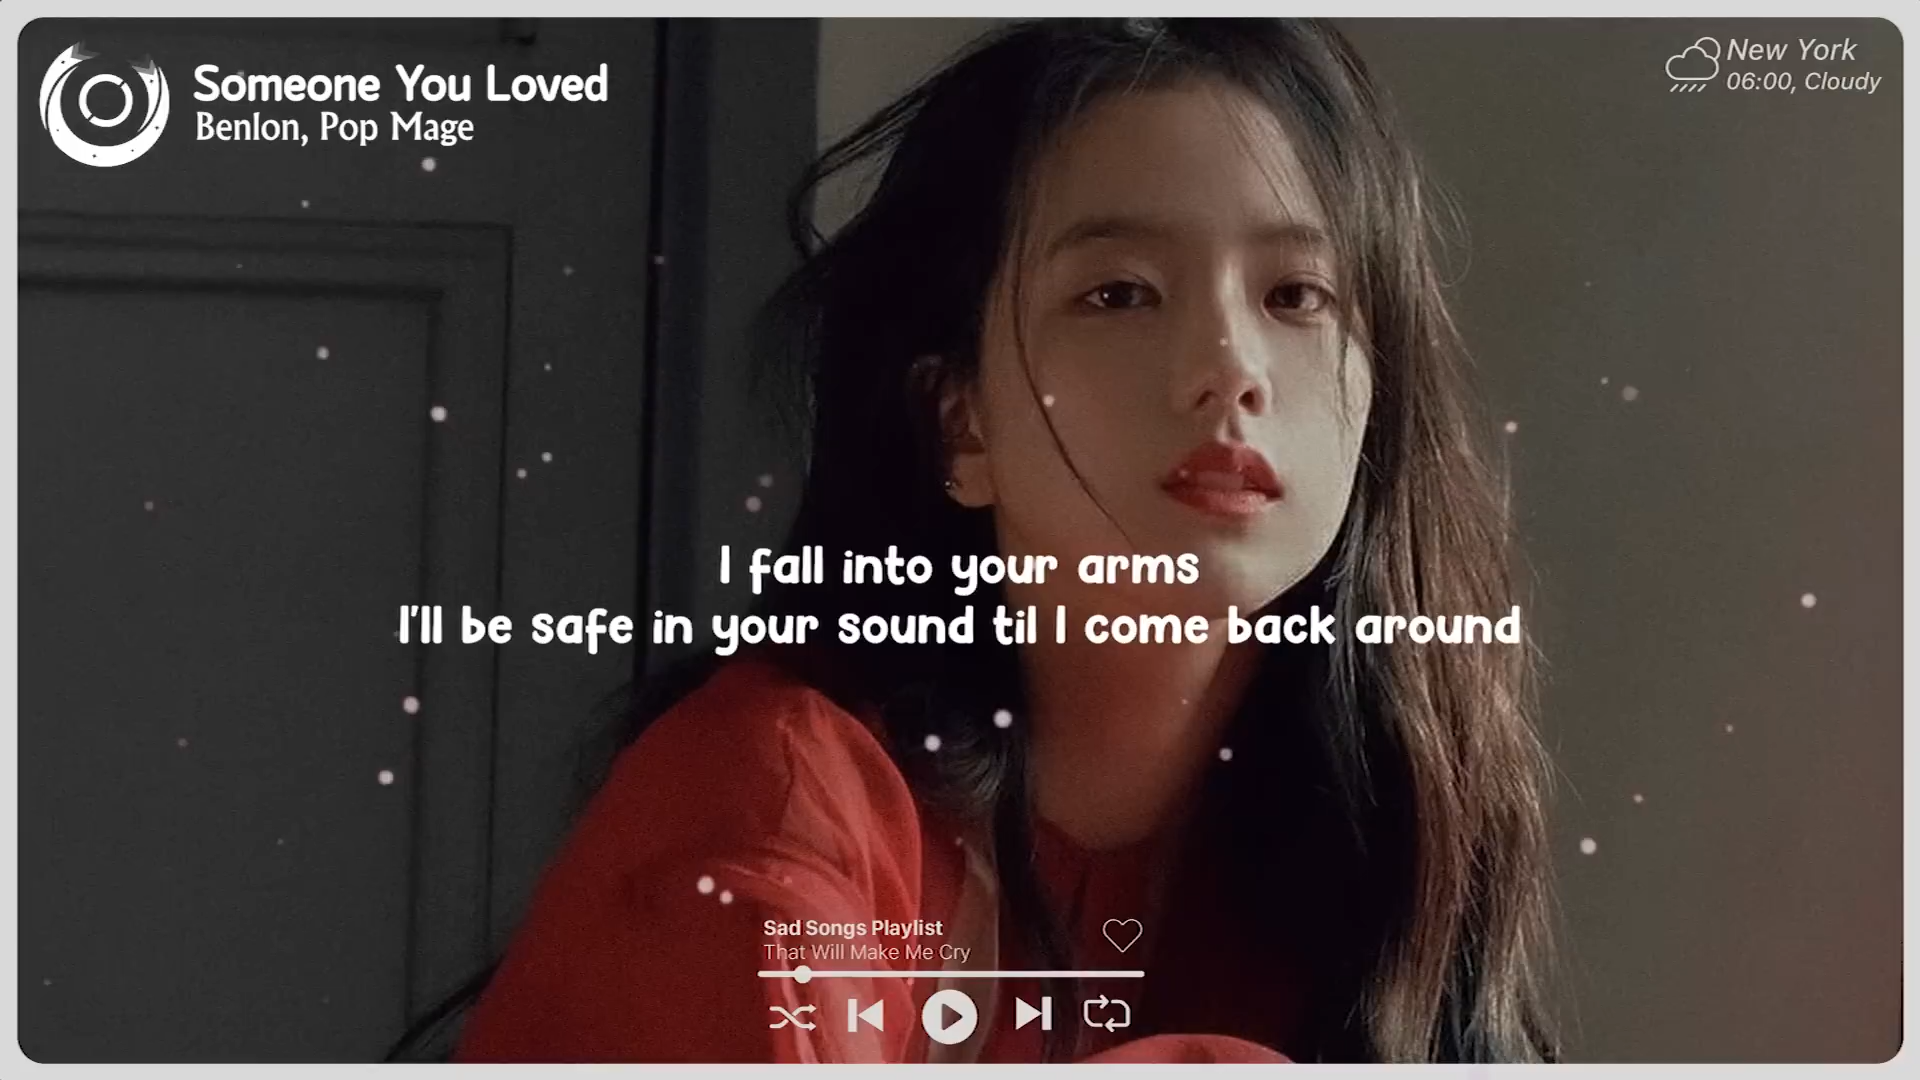 Someone You Loved
Benlon, Pop Mage
New York
06:00, Cloudy
I fall into your arms
I'll be safe in your sound til I come back around
Sad Songs Playlist
That Will Make Me Cry